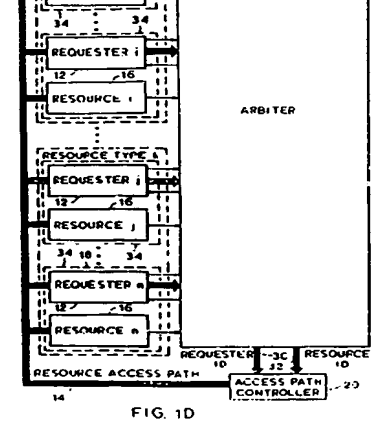 34 34
REQUESTER i
12 16
RESOURCE i
ARBITER
RESOURCE TYPE
REQUESTER j
12 16
RESOURCE j
34 18 34
REQUESTER n
12 16
RESOURCE n
REQUESTER ID
RESOURCE ID
32
RESOURCE ACCESS PATH
14
ACCESS PATH
CONTROLLER
20
FIG. 1D